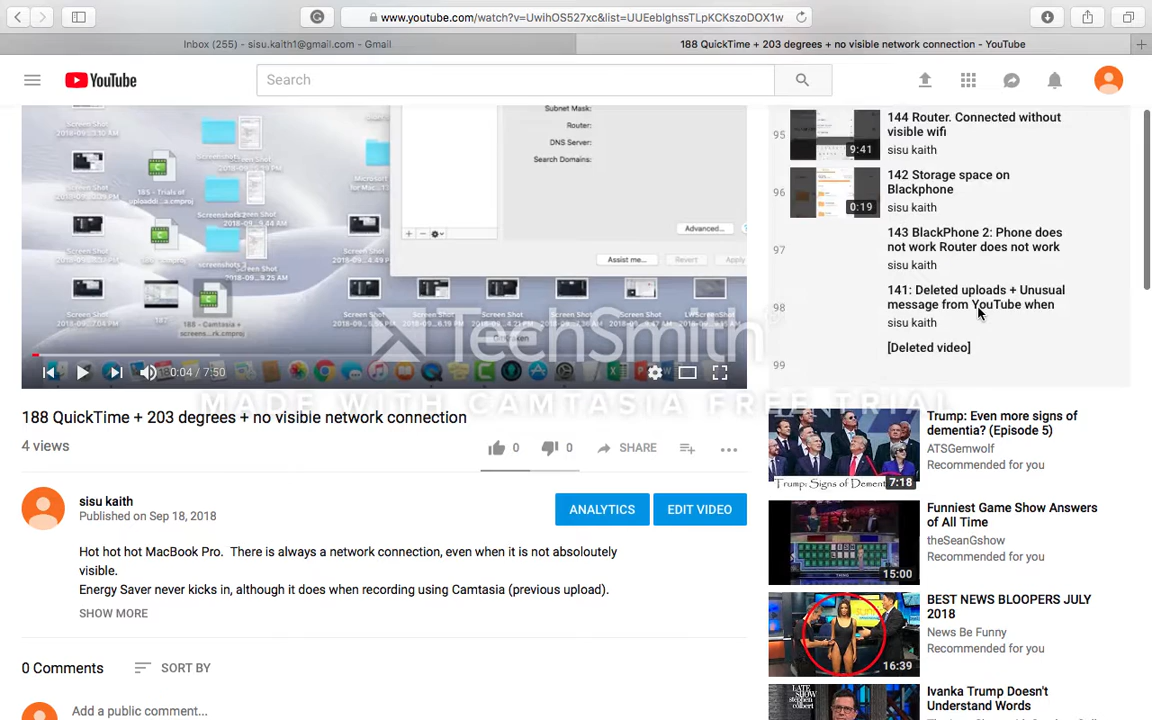 www.youtube.com/watch?v=UwihOS527xc&list=UUEeblghssTLpKCKszoDOX1w
Inbox (255) - sisu.kaith1@gmail.com - Gmail
188 QuickTime + 203 degrees + no visible network connection - YouTube
YouTube
Search
Subnet Mask:
Router:
DNS Server:
Search Domains:
Advanced...
Assist me...
Revert
Apply
Screen Shot
TechSmith
MADE WITH CAMTASIA FREE TRIAL
0:04 / 7:50
188 QuickTime + 203 degrees + no visible network connection
4 views
0
0
SHARE
sisu kaith
Published on Sep 18, 2018
ANALYTICS
EDIT VIDEO
Hot hot hot MacBook Pro. There is always a network connection, even when it is not absoloutely
visible.
Energy Saver never kicks in, although it does when recording using Camtasia (previous upload).
SHOW MORE
0 Comments
SORT BY
Add a public comment...
95
9:41
144 Router. Connected without
visible wifi
sisu kaith
96
0:19
142 Storage space on
Blackphone
sisu kaith
97
143 BlackPhone 2: Phone does
not work Router does not work
sisu kaith
98
141: Deleted uploads + Unusual
message from YouTube when
sisu kaith
99
[Deleted video]
7:18
Trump: Even more signs of
dementia? (Episode 5)
ATSGemwolf
Recommended for you
15:00
Funniest Game Show Answers
of All Time
theSeanGshow
Recommended for you
16:39
BEST NEWS BLOOPERS JULY
2018
News Be Funny
Recommended for you
Ivanka Trump Doesn't
Understand Words